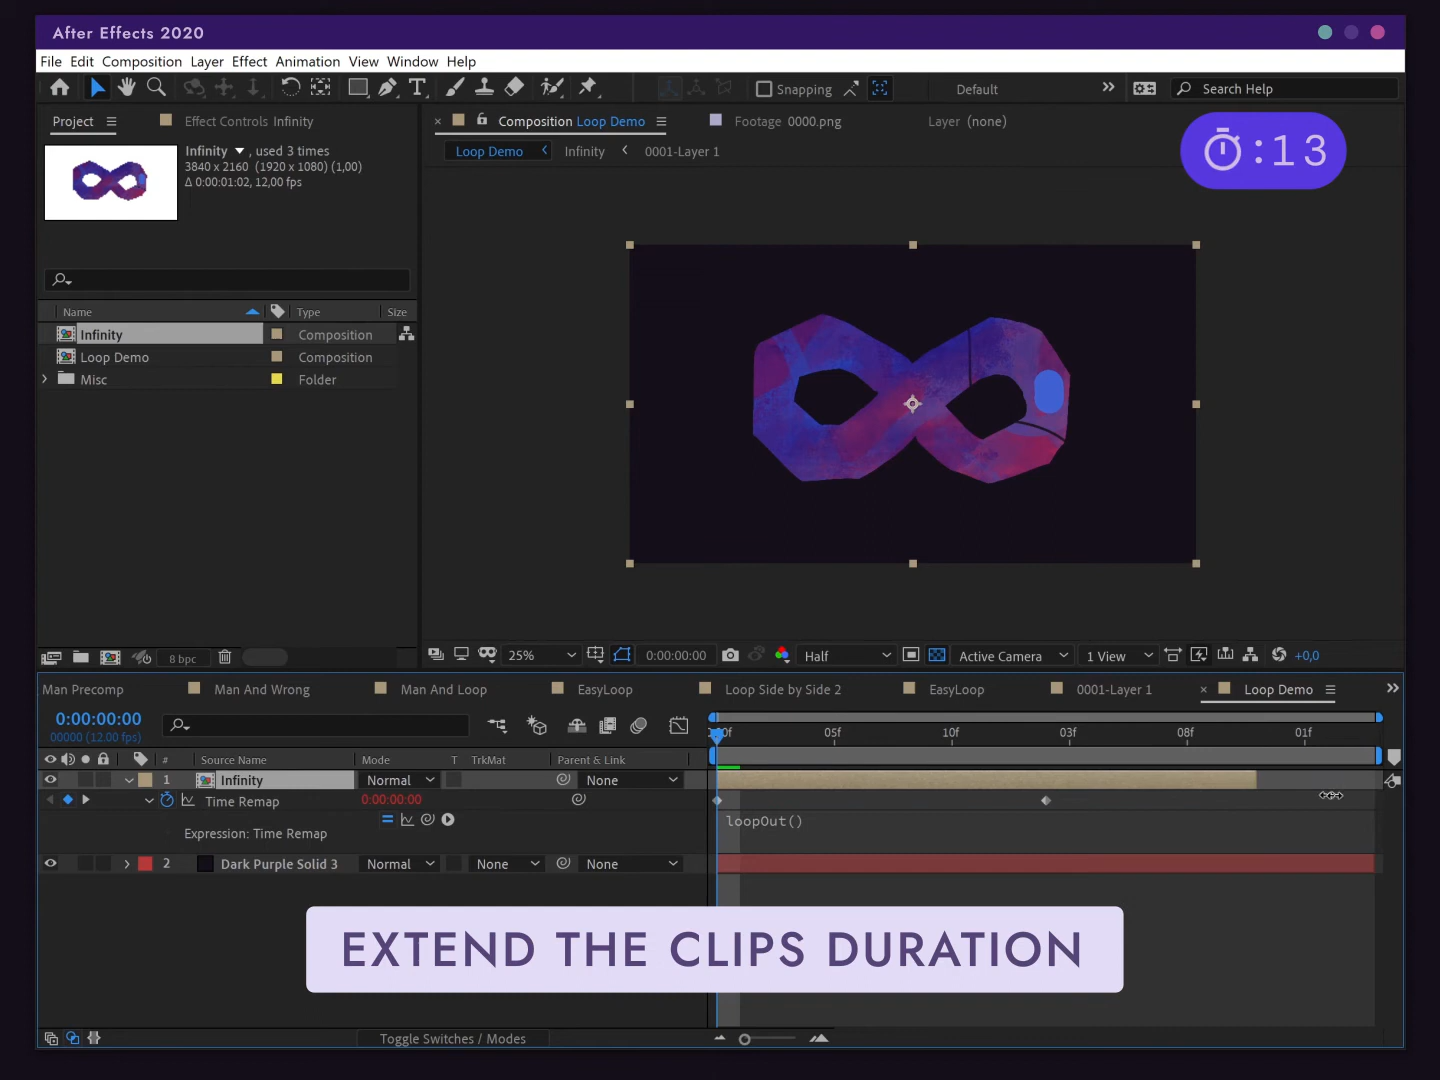 After Effects 2020
File Edit Composition Layer Effect Animation View Window Help
Snapping
Default
Search Help
Project
Effect Controls Infinity
Composition Loop Demo
Footage 0000.png
Layer (none)
:13
Infinity , used 3 times
3840 x 2160 (1920 x 1080) (1,00)
Δ 0:00:01:02, 12,00 fps
Loop Demo
Infinity
0001-Layer 1
Name Type Size
Infinity Composition
Loop Demo Composition
Misc Folder
8 bpc
25%
0:00:00:00
Half
Active Camera
1 View
+0,0
Man Precomp
Man And Wrong
Man And Loop
EasyLoop
Loop Side by Side 2
EasyLoop
0001-Layer 1
Loop Demo
0:00:00:00
00000 (12.00 fps)
05f 10f 03f 08f 01f
# Source Name Mode T TrkMat Parent & Link
1 Infinity Normal None
Time Remap 0:00:00:00
loopOut()
Expression: Time Remap
2 Dark Purple Solid 3 Normal None None
EXTEND THE CLIPS DURATION
Toggle Switches / Modes